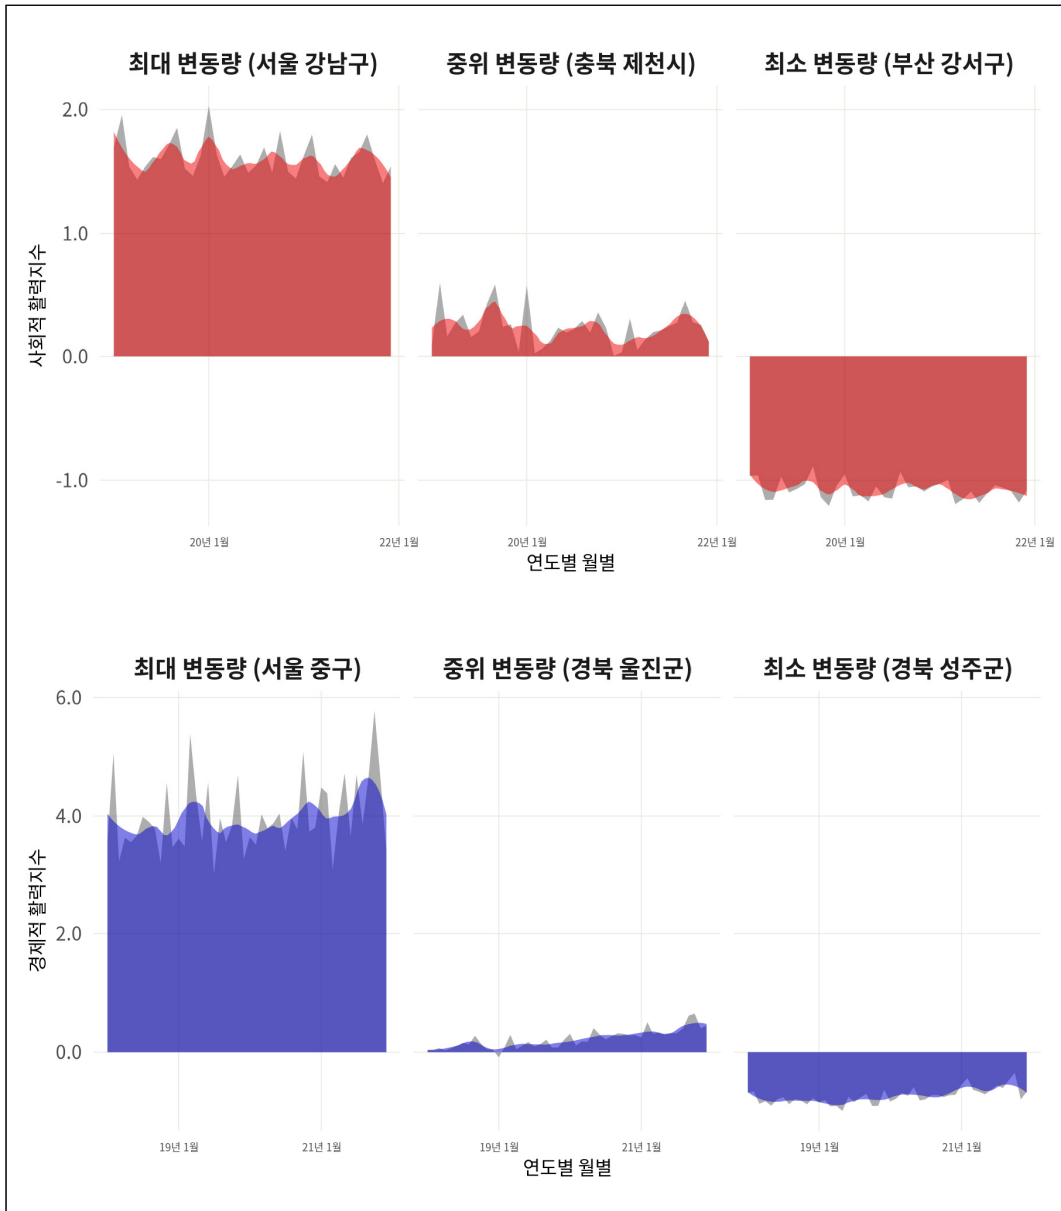 최대 변동량 (서울 강남구) 중위 변동량 (충북 제천시) 최소 변동량 (부산 강서구)
사회적 활력지수
2.0
1.0
0.0
-1.0
20년 1월 22년 1월 20년 1월 22년 1월 20년 1월 22년 1월
연도별 월별
최대 변동량 (서울 중구) 중위 변동량 (경북 울진군) 최소 변동량 (경북 성주군)
경제적 활력지수
6.0
4.0
2.0
0.0
19년 1월 21년 1월 19년 1월 21년 1월 19년 1월 21년 1월
연도별 월별